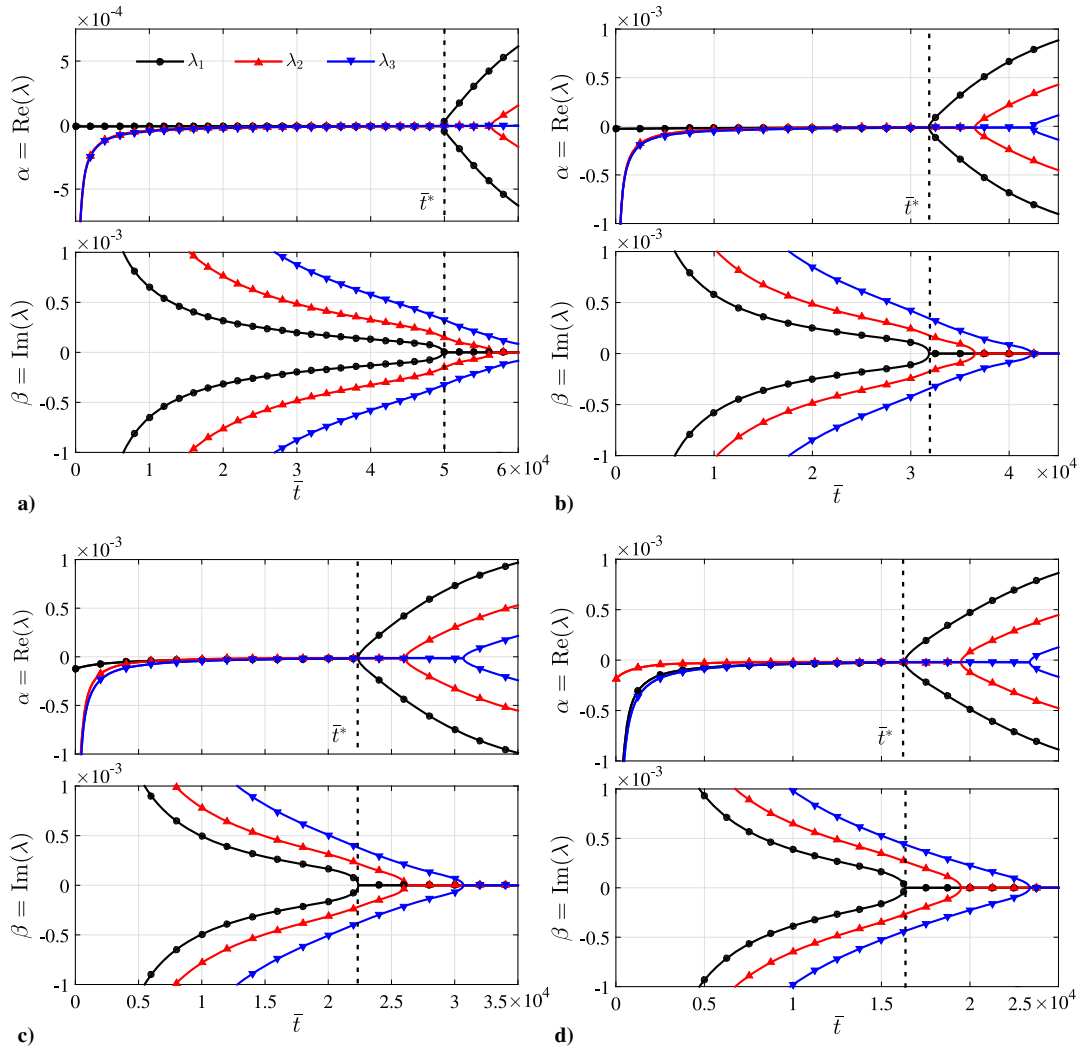 ×10⁻⁴
5
0
-5
α = Re(λ)
λ₁ λ₂ λ₃
t̄*
×10⁻³
1
0.5
0
-0.5
-1
β = Im(λ)
0 1 2 3 4 5 6 ×10⁴
t̄
a)
×10⁻³
1
0.5
0
-0.5
-1
α = Re(λ)
t̄*
×10⁻³
1
0.5
0
-0.5
-1
β = Im(λ)
0 1 2 3 4 ×10⁴
t̄
b)
×10⁻³
1
0.5
0
-0.5
-1
α = Re(λ)
t̄*
×10⁻³
1
0.5
0
-0.5
-1
β = Im(λ)
0 0.5 1 1.5 2 2.5 3 3.5 ×10⁴
t̄
c)
×10⁻³
1
0.5
0
-0.5
-1
α = Re(λ)
t̄*
×10⁻³
1
0.5
0
-0.5
-1
β = Im(λ)
0 0.5 1 1.5 2 2.5 ×10⁴
t̄
d)